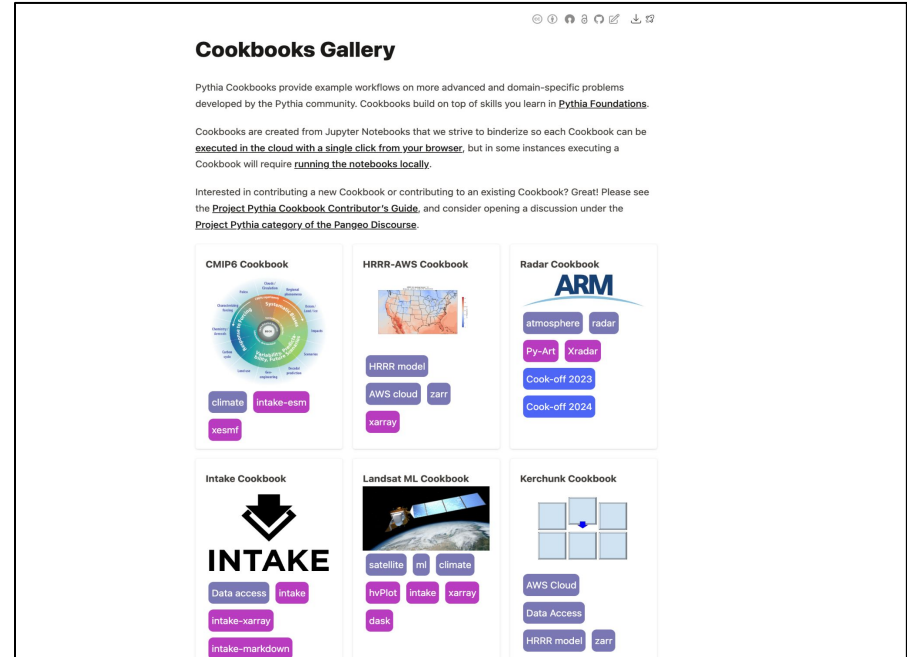 Cookbooks Gallery
Pythia Cookbooks provide example workflows on more advanced and domain-specific problems
developed by the Pythia community. Cookbooks build on top of skills you learn in Pythia Foundations.
Cookbooks are created from Jupyter Notebooks that we strive to binderize so each Cookbook can be
executed in the cloud with a single click from your browser, but in some instances executing a
Cookbook will require running the notebooks locally.
Interested in contributing a new Cookbook or contributing to an existing Cookbook? Great! Please see
the Project Pythia Cookbook Contributor's Guide, and consider opening a discussion under the
Project Pythia category of the Pangeo Discourse.
CMIP6 Cookbook
climate intake-esm
xesmf
HRRR-AWS Cookbook
HRRR model
AWS cloud zarr
xarray
Radar Cookbook
ARM
atmosphere radar
Py-Art Xradar
Cook-off 2023
Cook-off 2024
Intake Cookbook
INTAKE
Data access intake
intake-xarray
intake-markdown
Landsat ML Cookbook
satellite ml climate
hvPlot intake xarray
dask
Kerchunk Cookbook
AWS Cloud
Data Access
HRRR model zarr